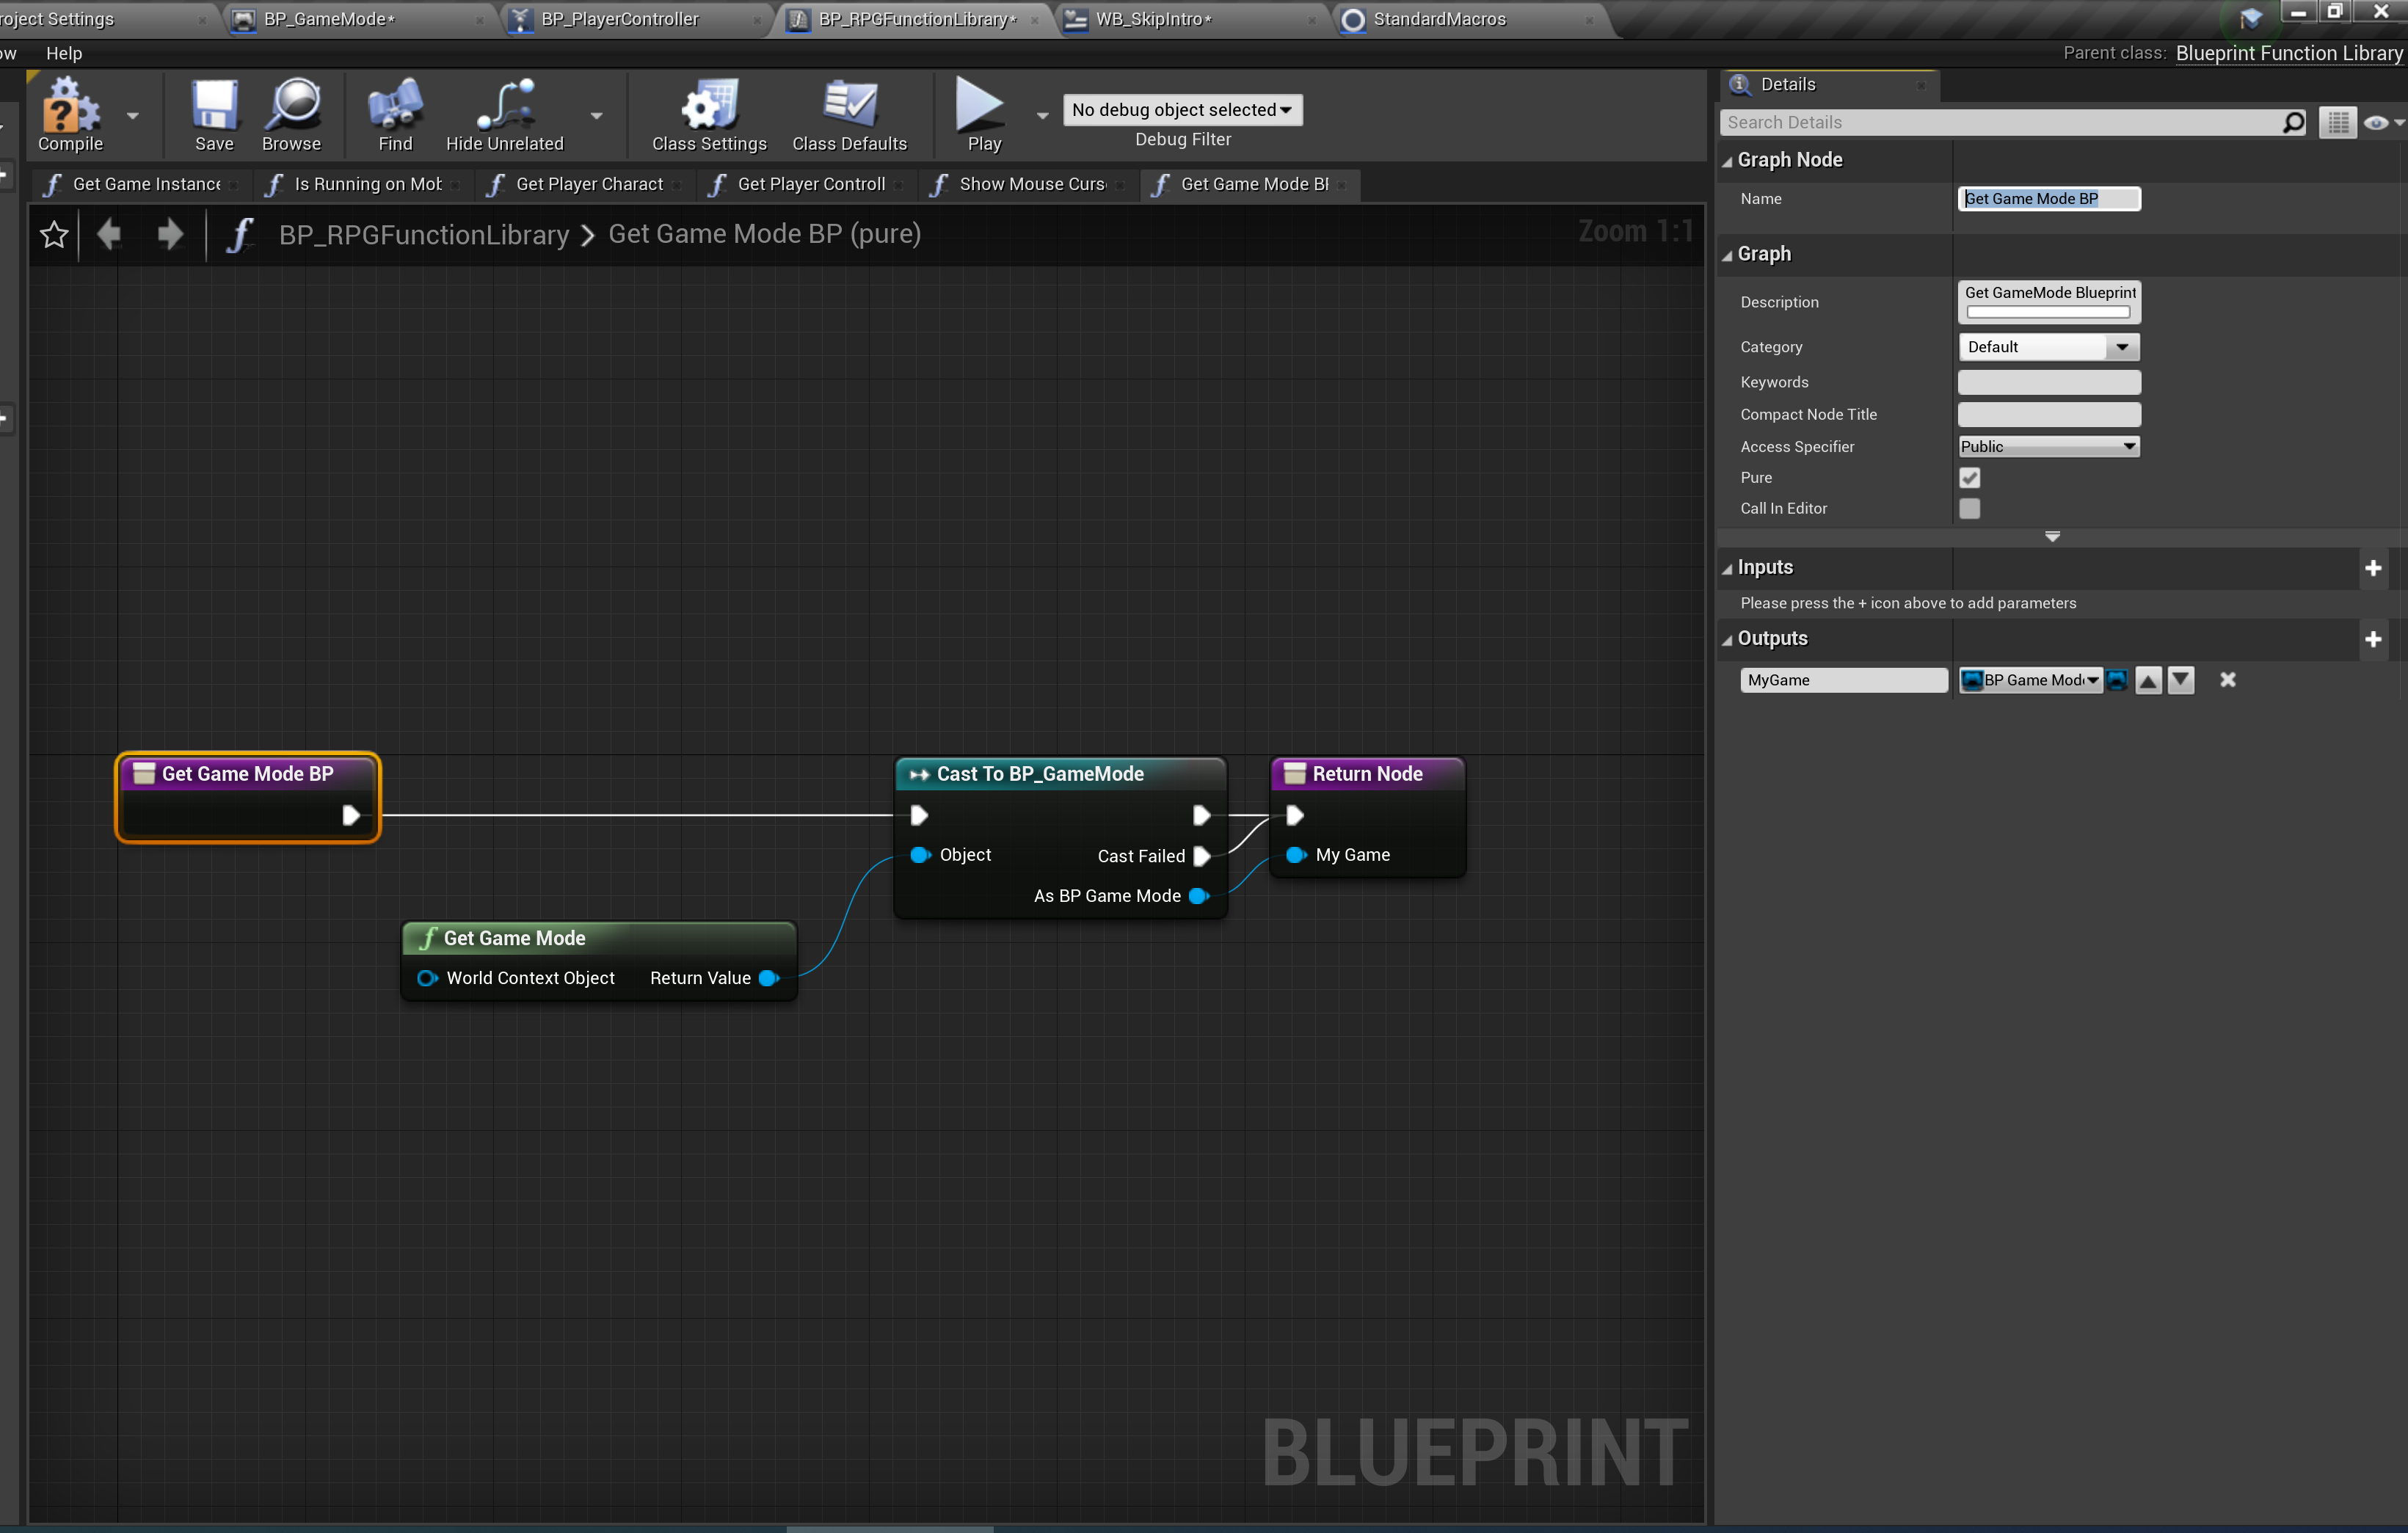 roject Settings
BP_GameMode*
BP_PlayerController
BP_RPGFunctionLibrary*
WB_SkipIntro*
StandardMacros
ow
Help
Parent class: Blueprint Function Library
Compile
Save
Browse
Find
Hide Unrelated
Class Settings
Class Defaults
Play
No debug object selected
Debug Filter
Get Game Instance
Is Running on Mob
Get Player Charact
Get Player Controll
Show Mouse Curs
Get Game Mode BP
BP_RPGFunctionLibrary > Get Game Mode BP (pure)
Zoom 1:1
Get Game Mode BP
Cast To BP_GameMode
Object
Cast Failed
As BP Game Mode
Return Node
My Game
Get Game Mode
World Context Object
Return Value
BLUEPRINT
Details
Search Details
Graph Node
Name
Get Game Mode BP
Graph
Description
Get GameMode Blueprint
Category
Default
Keywords
Compact Node Title
Access Specifier
Public
Pure
Call In Editor
Inputs
Please press the + icon above to add parameters
Outputs
MyGame
BP Game Mod